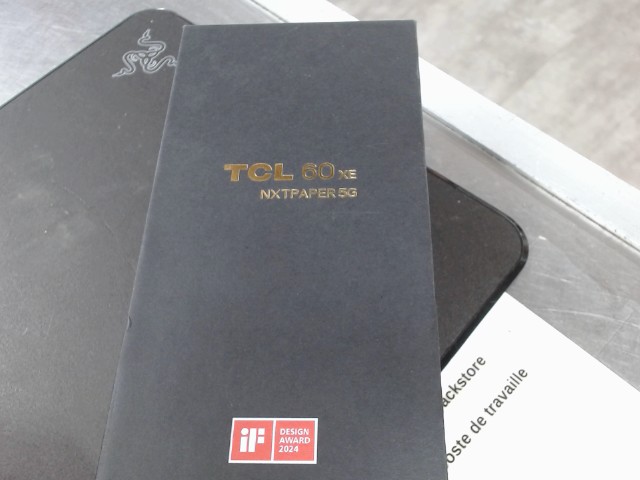 TCL 60 XE
NXTPAPER 5G
iF
DESIGN
AWARD
2024
ackstore
oste de travaille